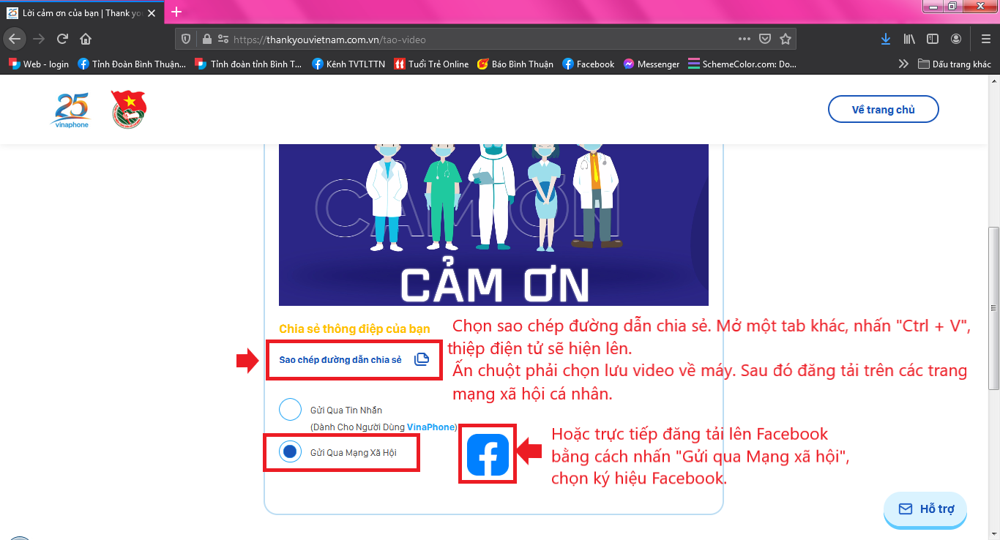 Lời cảm ơn của bạn | Thank yo
https://thankyouvietnam.com.vn/tao-video
Web - login
Tỉnh Đoàn Bình Thuận...
Tỉnh đoàn tỉnh Bình T...
Kênh TVTLTTN
Tuổi Trẻ Online
Báo Bình Thuận
Facebook
Messenger
SchemeColor.com: Do...
Dấu trang khác
25
vinaphone
Về trang chủ
CẢM ƠN
CẢM ƠN
Chia sẻ thông điệp của bạn
Chọn sao chép đường dẫn chia sẻ. Mở một tab khác, nhấn "Ctrl + V",
thiệp điện tử sẽ hiện lên.
Sao chép đường dẫn chia sẻ
Ấn chuột phải chọn lưu video về máy. Sau đó đăng tải trên các trang
mạng xã hội cá nhân.
Gửi Qua Tin Nhắn
(Dành Cho Người Dùng VinaPhone)
Gửi Qua Mạng Xã Hội
Hoặc trực tiếp đăng tải lên Facebook
bằng cách nhấn "Gửi qua Mạng xã hội",
chọn ký hiệu Facebook.
Hỗ trợ